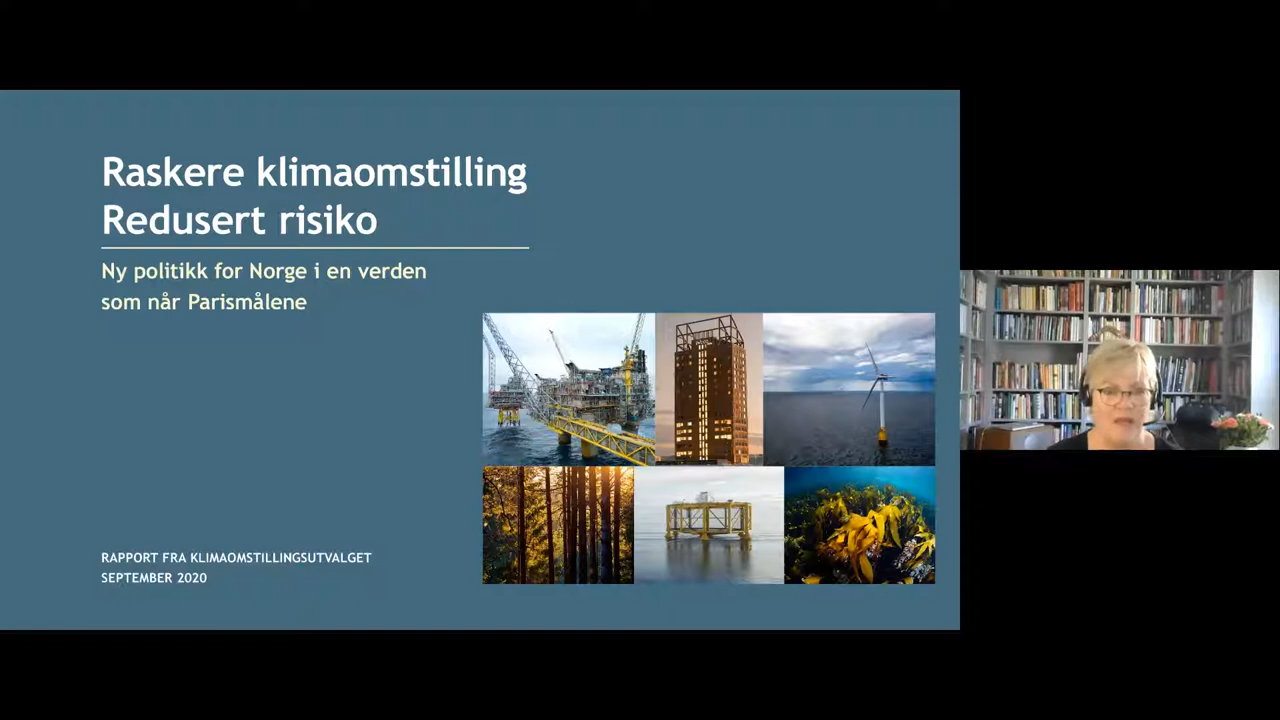 Raskere klimaomstilling
Redusert risiko
Ny politikk for Norge i en verden
som når Parismålene
RAPPORT FRA KLIMAOMSTILLINGSUTVALGET
SEPTEMBER 2020